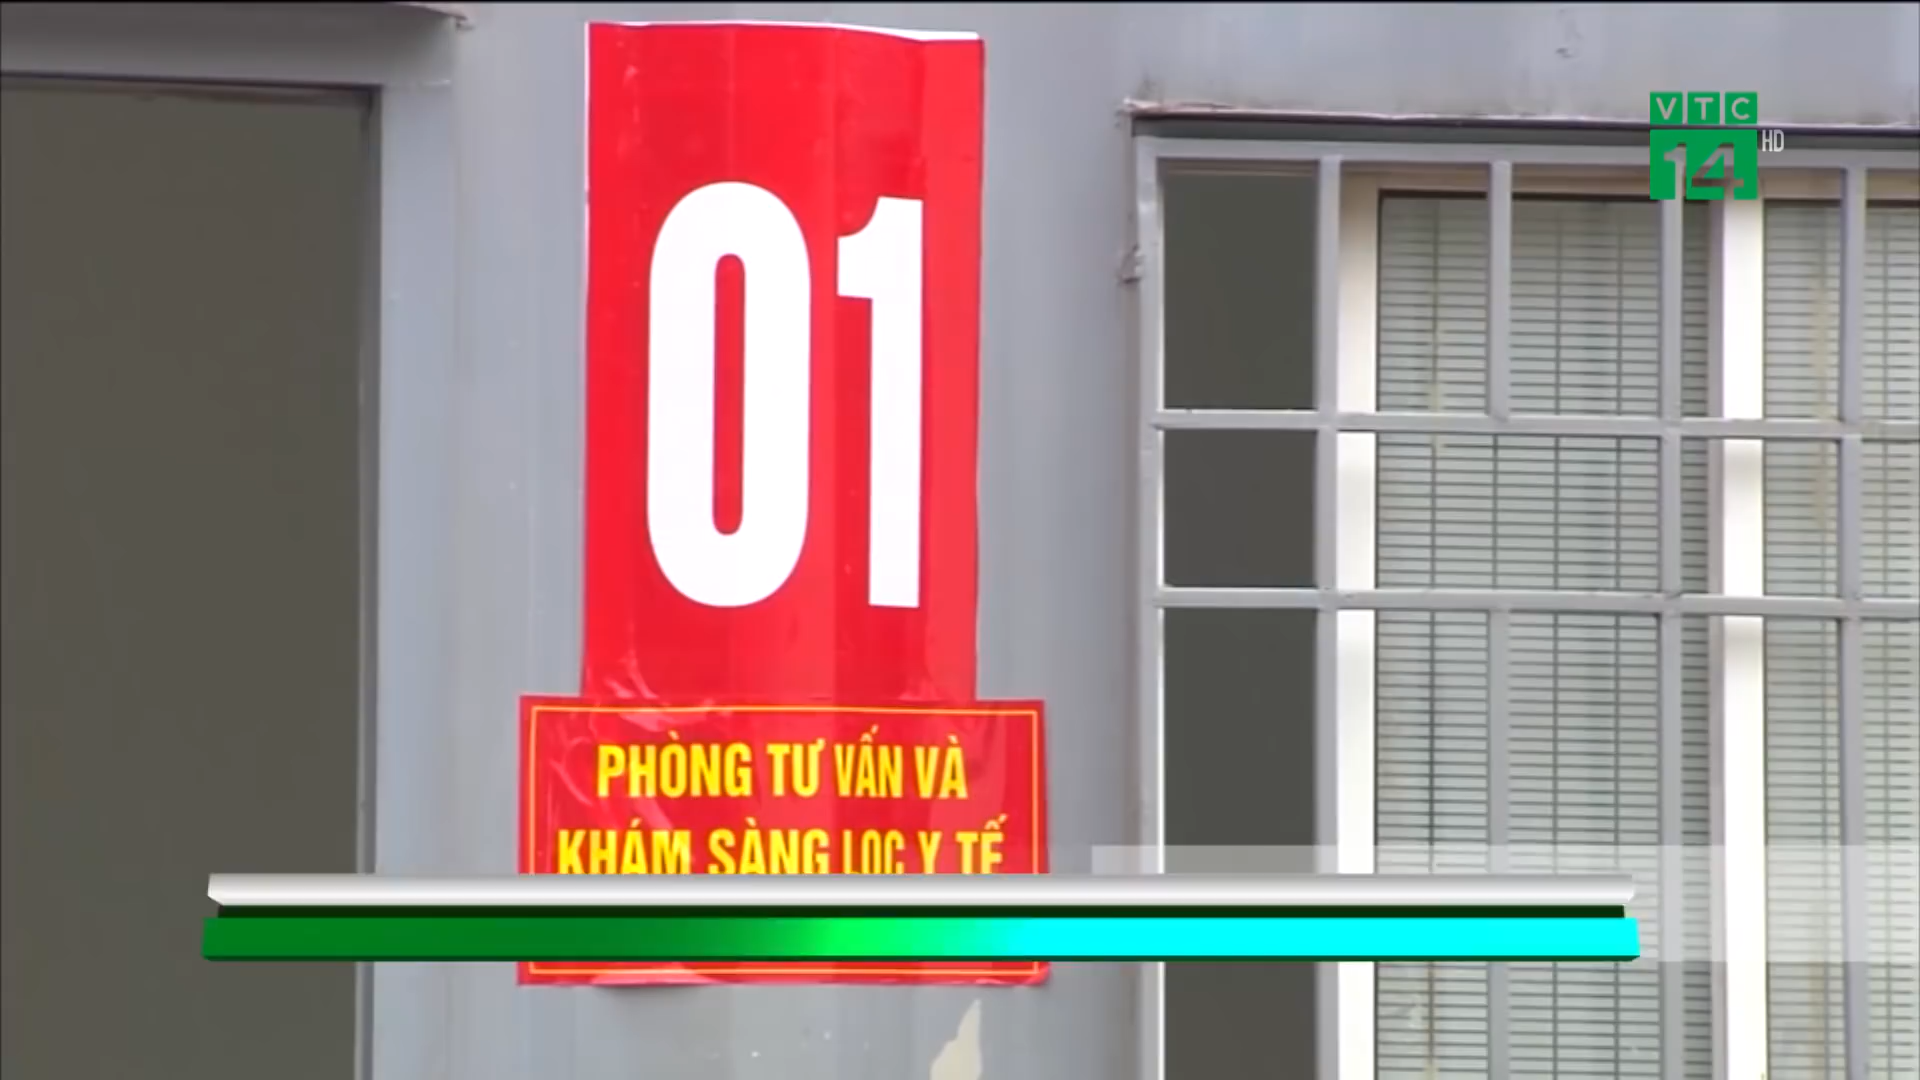 01
VTC
14 HD
PHÒNG TƯ VẤN VÀ
KHÁM SÀNG LỌC Y TẾ